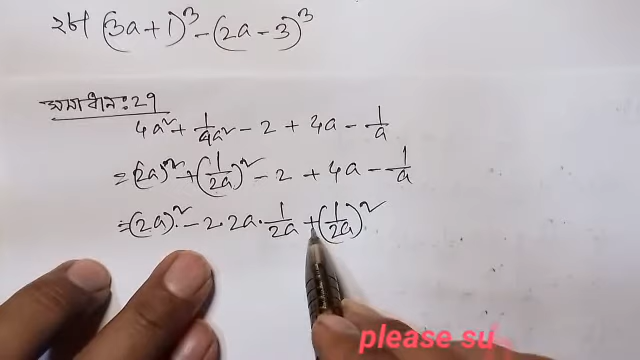 ২৮ (3a+1)³ – (2a – 3)³
সমাধান: 29
4a² + 1/4a² – 2 + 4a – 1/a
= (2a)² + (1/2a)² – 2 + 4a – 1/a
= (2a)² – 2·2a·1/2a + (1/2a)²
please su